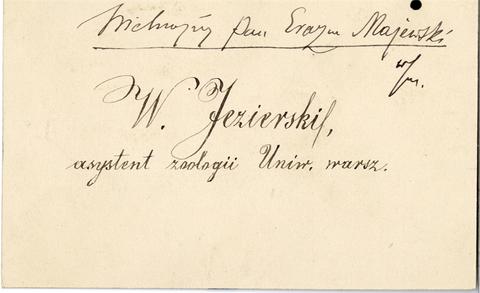 Wielmożny Pan Erazm Majewski
w/m.
W. Jezierski,
asystent zoologii Uniw. warsz.